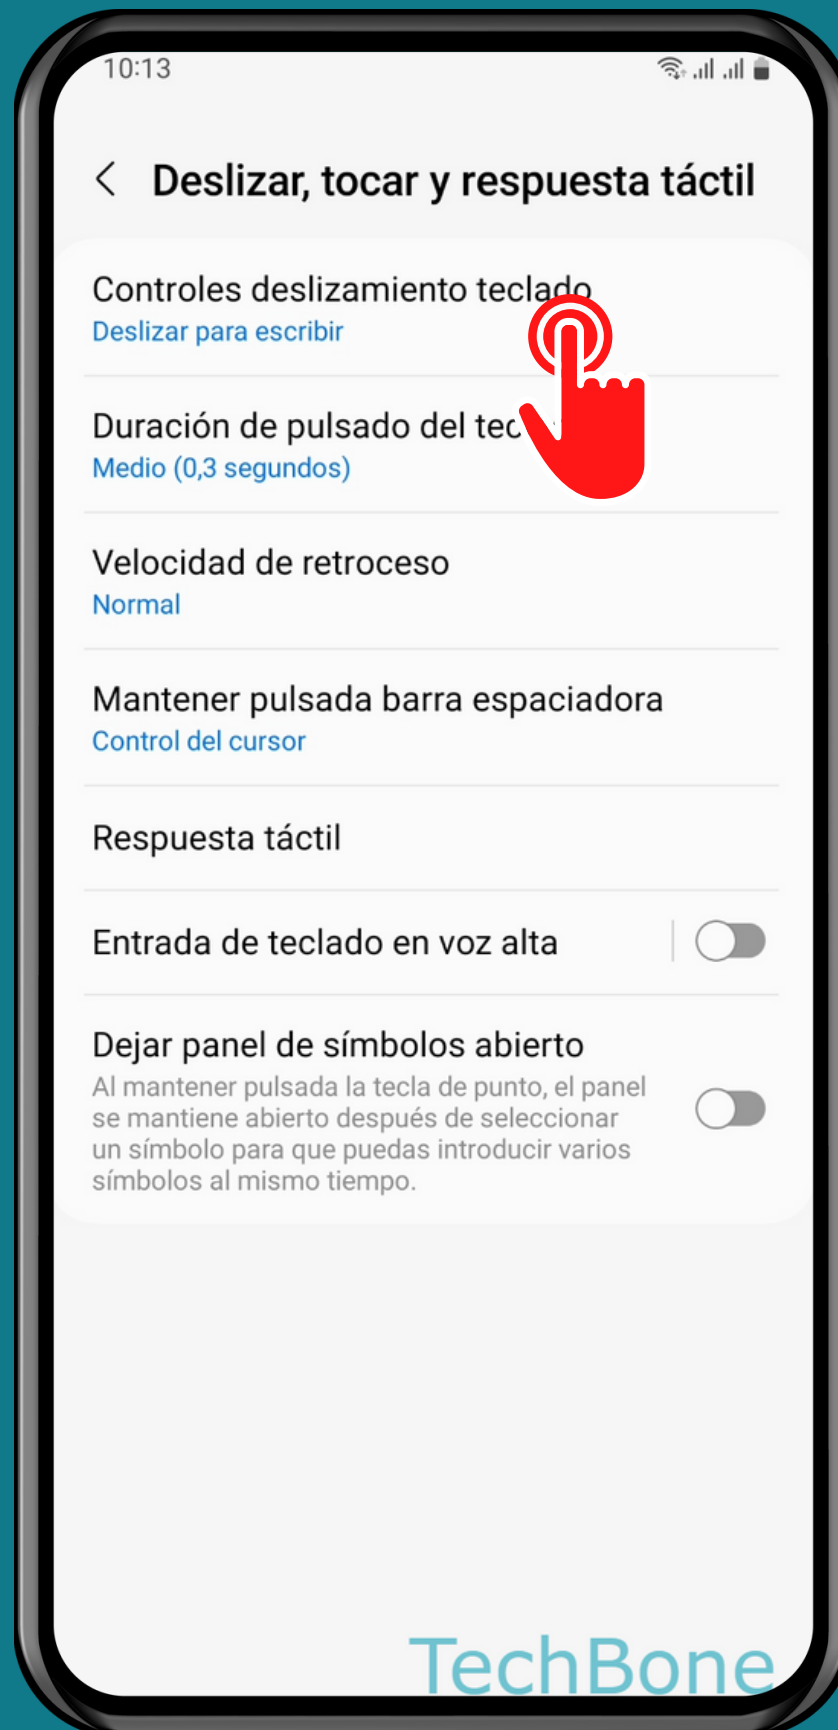 10:13
Deslizar, tocar y respuesta táctil
Controles deslizamiento teclado
Deslizar para escribir
Duración de pulsado del
Medio (0,3 segundos)
Velocidad de retroceso
Normal
Mantener pulsada barra espaciadora
Control del cursor
Respuesta táctil
Entrada de teclado en voz alta
Dejar panel de símbolos abierto
Al mantener pulsada la tecla de punto, el panel
se mantiene abierto después de seleccionar
un símbolo para que puedas introducir varios
símbolos al mismo tiempo.
TechBone